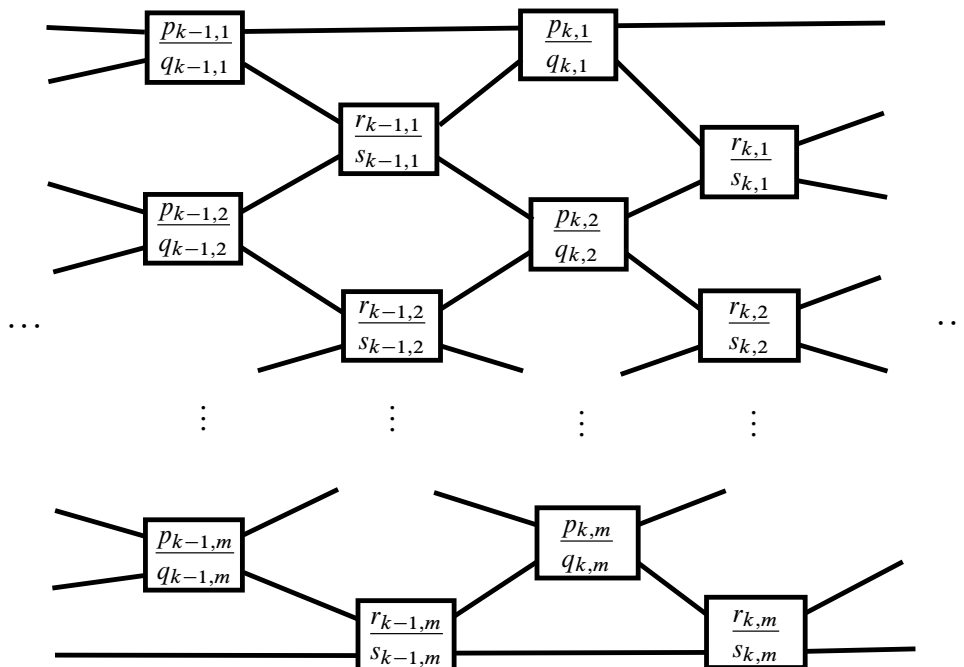 p_{k−1,1}
q_{k−1,1}
p_{k,1}
q_{k,1}
r_{k−1,1}
s_{k−1,1}
r_{k,1}
s_{k,1}
p_{k−1,2}
q_{k−1,2}
p_{k,2}
q_{k,2}
r_{k−1,2}
s_{k−1,2}
r_{k,2}
s_{k,2}
⋯
⋯
⋮ ⋮ ⋮ ⋮
p_{k−1,m}
q_{k−1,m}
p_{k,m}
q_{k,m}
r_{k−1,m}
s_{k−1,m}
r_{k,m}
s_{k,m}